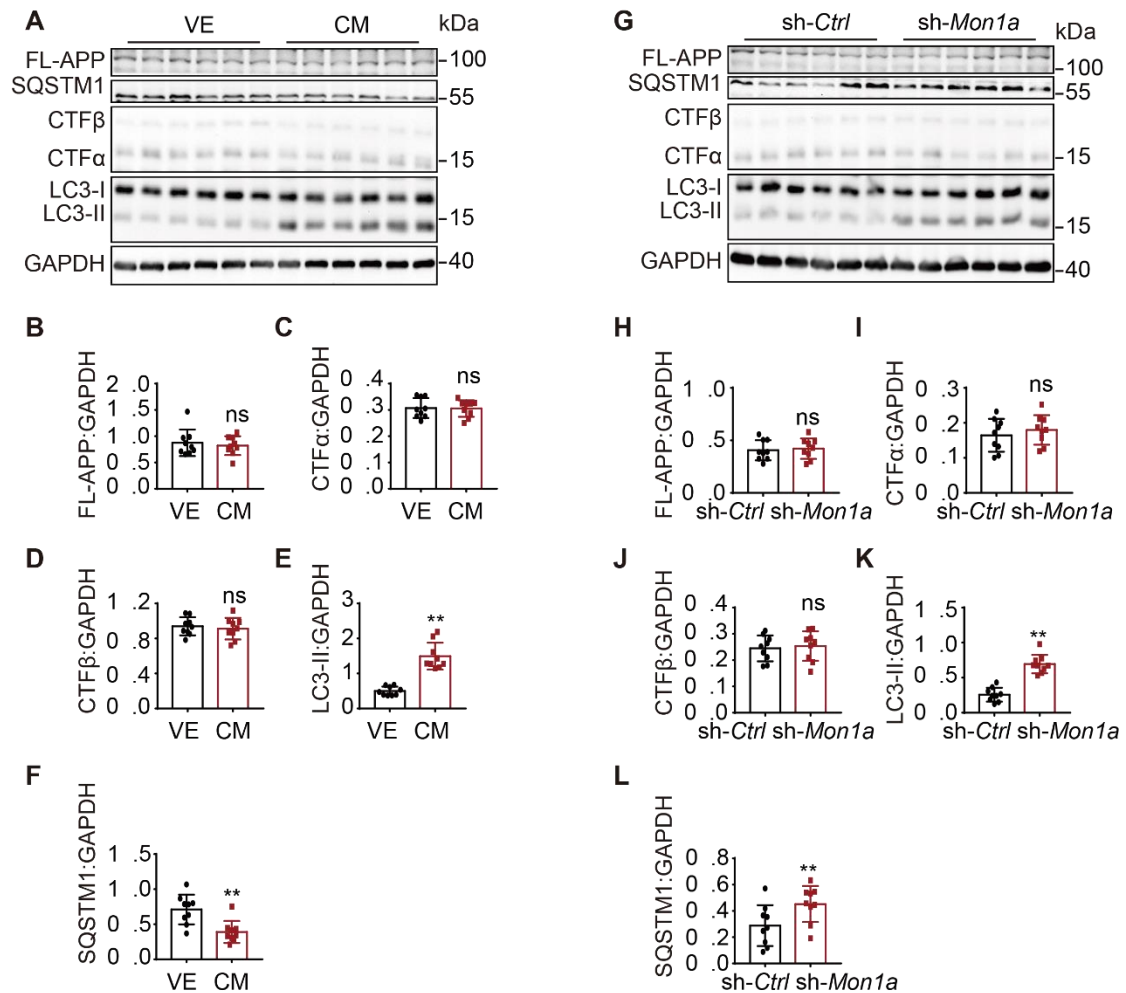 A
VE
CM
kDa
FL-APP
100
SQSTM1
55
CTFβ
CTFα
15
LC3-I
LC3-II
15
GAPDH
40
G
sh-Ctrl
sh-Mon1a
kDa
FL-APP
100
SQSTM1
55
CTFβ
CTFα
15
LC3-I
LC3-II
15
GAPDH
40
B
FL-APP:GAPDH
2 .0
1 .5
1 .0
0 .5
0 .0
ns
VE CM
C
CTFα:GAPDH
0 .4
0 .3
0 .2
0 .1
0 .0
ns
VE CM
H
FL-APP:GAPDH
1 .0
0 .5
0 .0
ns
sh-Ctrl sh-Mon1a
I
CTFα:GAPDH
0 .3
0 .2
0 .1
0 .0
ns
sh-Ctrl sh-Mon1a
D
CTFβ:GAPDH
1 .2
0 .9
0 .6
0 .3
0 .0
ns
VE CM
E
LC3-II:GAPDH
3
2
1
0
**
VE CM
J
CTFβ:GAPDH
0 .4
0 .3
0 .2
0 .1
0 .0
ns
sh-Ctrl sh-Mon1a
K
LC3-II:GAPDH
1 .5
1 .0
0 .5
0 .0
**
sh-Ctrl sh-Mon1a
F
SQSTM1:GAPDH
1 .5
1 .0
0 .5
0 .0
**
VE CM
L
SQSTM1:GAPDH
0 .8
0 .6
0 .4
0 .2
0 .0
**
sh-Ctrl sh-Mon1a